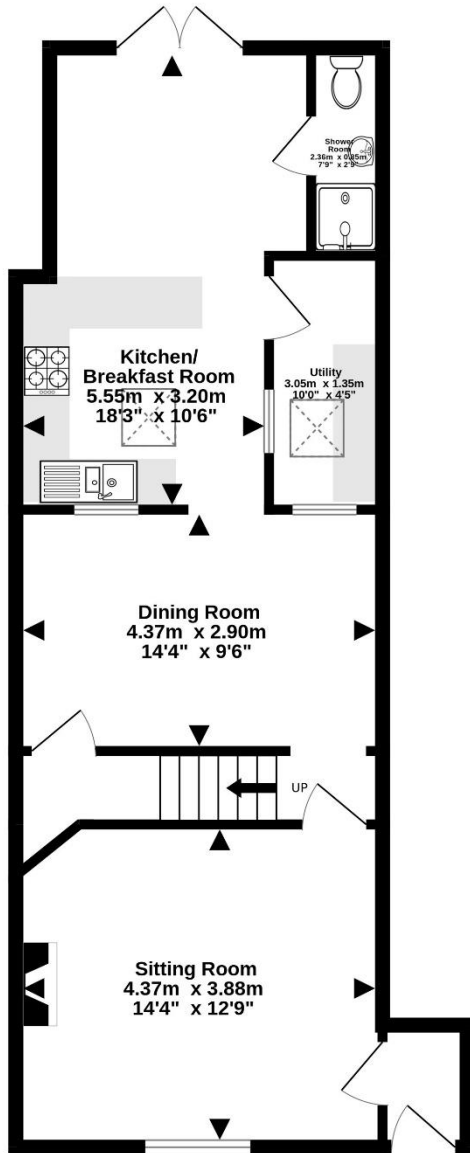 Shower
Room
2.36m x 0.85m
7'9" x 2'9"
Kitchen/
Breakfast Room
5.55m x 3.20m
18'3" x 10'6"
Utility
3.05m x 1.35m
10'0" x 4'5"
Dining Room
4.37m x 2.90m
14'4" x 9'6"
UP
Sitting Room
4.37m x 3.88m
14'4" x 12'9"